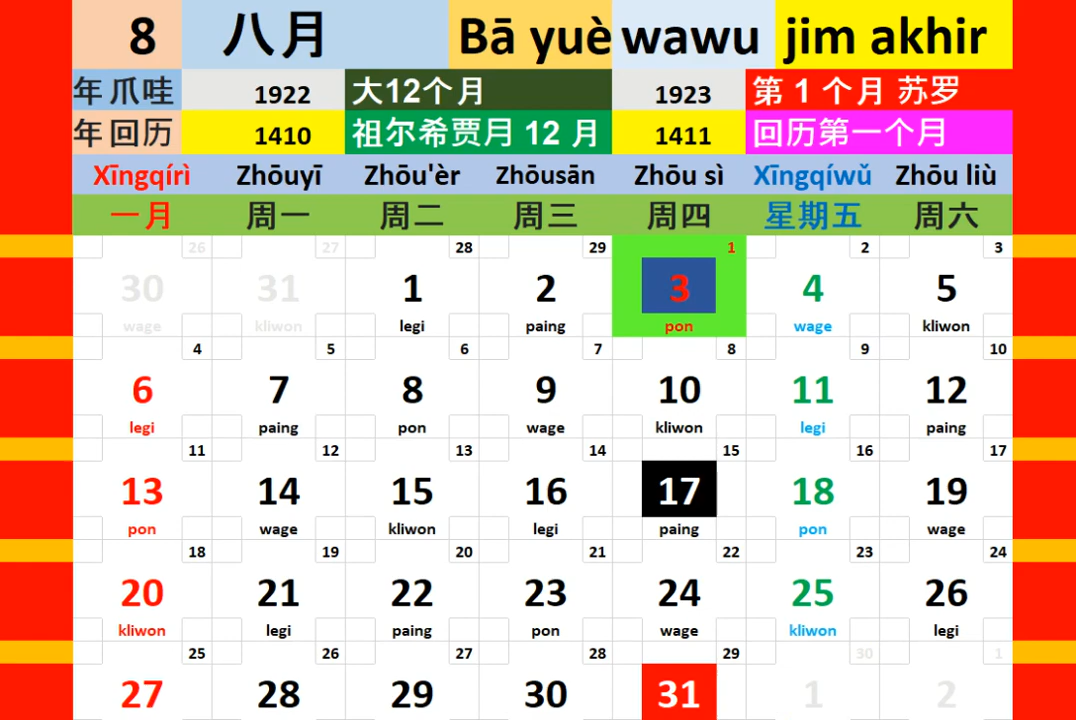 8 八月 Bā yuè wawu jim akhir
年爪哇 1922 大12个月 1923 第 1 个月 苏罗
年回历 1410 祖尔希贾月 12 月 1411 回历第一个月
Xīngqírì Zhōuyī Zhōu'èr Zhōusān Zhōu sì Xīngqíwǔ Zhōu liù
一月 周一 周二 周三 周四 星期五 周六
26 27 28 29 1 2 3
30 31 1 2 3 4 5
wage kliwon legi paing pon wage kliwon
4 5 6 7 8 9 10
6 7 8 9 10 11 12
legi paing pon wage kliwon legi paing
11 12 13 14 15 16 17
13 14 15 16 17 18 19
pon wage kliwon legi paing pon wage
18 19 20 21 22 23 24
20 21 22 23 24 25 26
kliwon legi paing pon wage kliwon legi
25 26 27 28 29 30 1
27 28 29 30 31 1 2